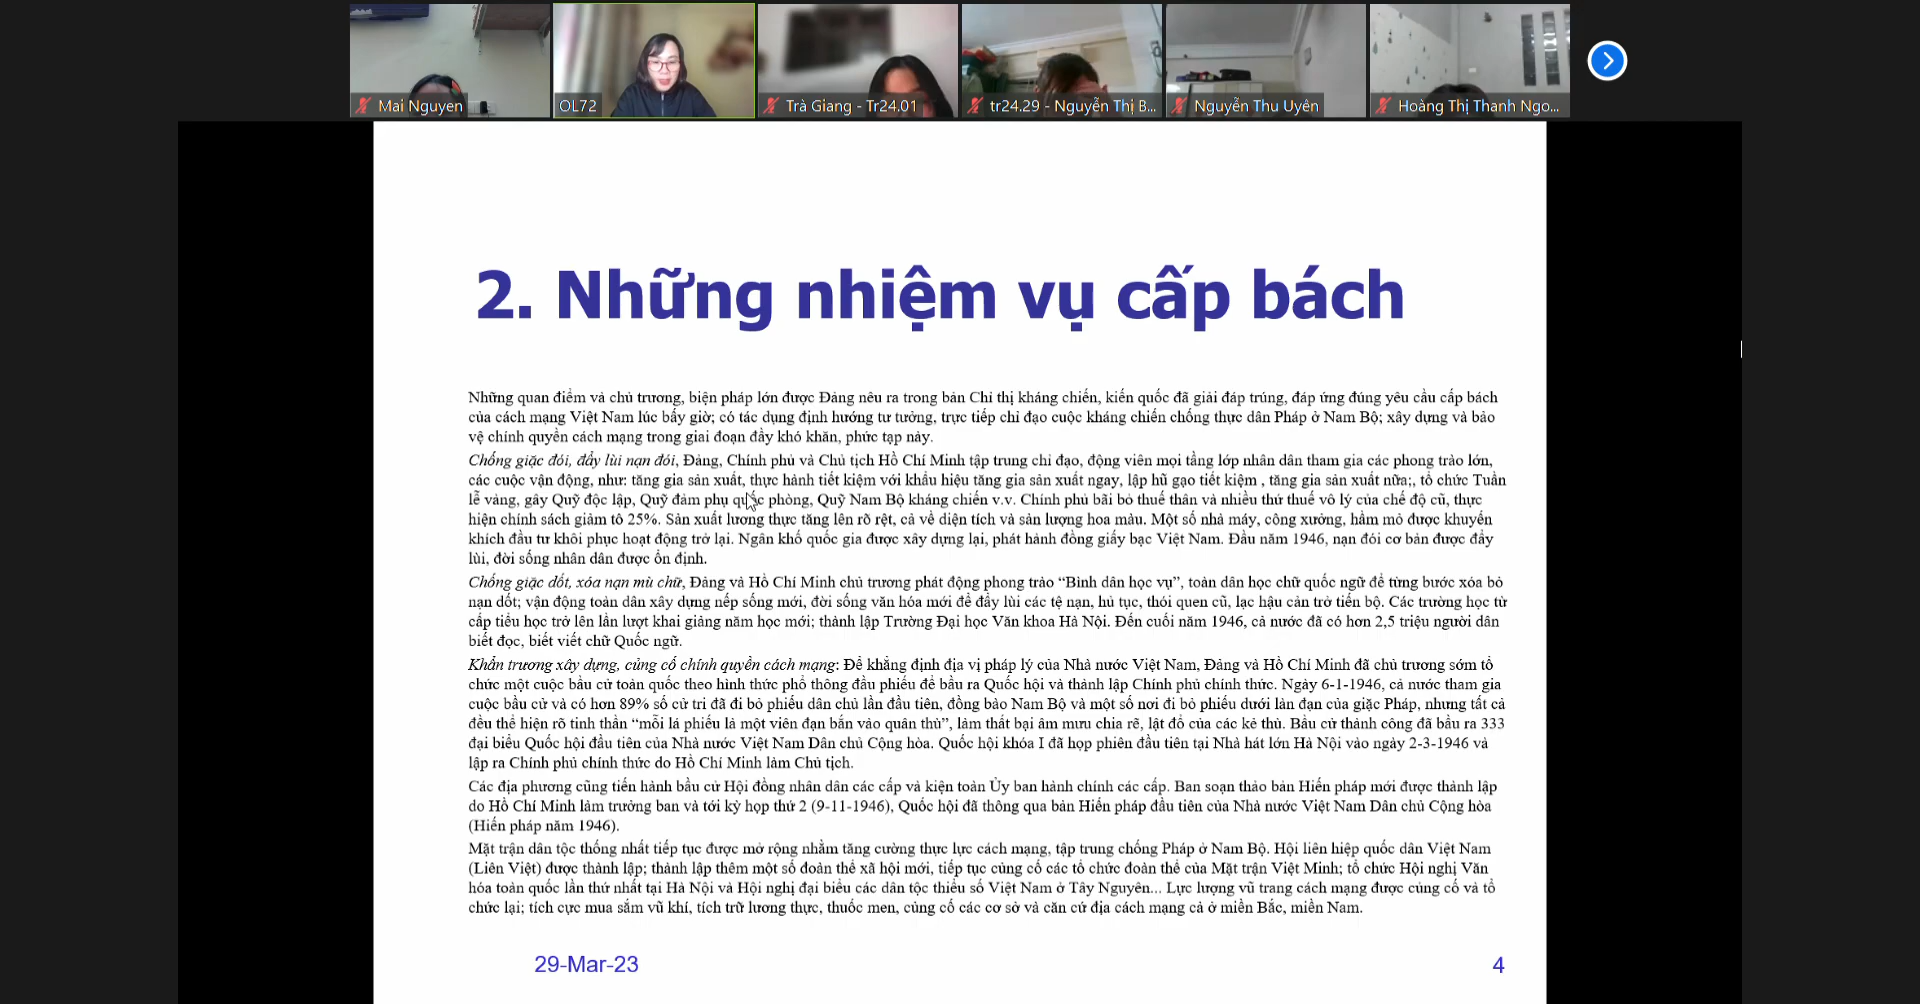 Mai Nguyen
OL72
Trà Giang - Tr24.01
tr24.29 - Nguyễn Thị B...
Nguyễn Thu Uyên
Hoàng Thị Thanh Ngo...
2. Những nhiệm vụ cấp bách
Những quan điểm và chủ trương, biện pháp lớn được Đảng nêu ra trong bản Chỉ thị kháng chiến, kiến quốc đã giải đáp trúng, đáp ứng đúng yêu cầu cấp bách
của cách mạng Việt Nam lúc bấy giờ; có tác dụng định hướng tư tưởng, trực tiếp chỉ đạo cuộc kháng chiến chống thực dân Pháp ở Nam Bộ; xây dựng và bảo
vệ chính quyền cách mạng trong giai đoạn đầy khó khăn, phức tạp này.
Chống giặc đói, đẩy lùi nạn đói, Đảng, Chính phủ và Chủ tịch Hồ Chí Minh tập trung chỉ đạo, động viên mọi tầng lớp nhân dân tham gia các phong trào lớn,
các cuộc vận động, như: tăng gia sản xuất, thực hành tiết kiệm với khẩu hiệu tăng gia sản xuất ngay, lập hũ gạo tiết kiệm , tăng gia sản xuất nữa;, tổ chức Tuần
lễ vàng, gây Quỹ độc lập, Quỹ đảm phụ quốc phòng, Quỹ Nam Bộ kháng chiến v.v. Chính phủ bãi bỏ thuế thân và nhiều thứ thuế vô lý của chế độ cũ, thực
hiện chính sách giảm tô 25%. Sản xuất lương thực tăng lên rõ rệt, cả về diện tích và sản lượng hoa màu. Một số nhà máy, công xưởng, hầm mỏ được khuyến
khích đầu tư khôi phục hoạt động trở lại. Ngân khố quốc gia được xây dựng lại, phát hành đồng giấy bạc Việt Nam. Đầu năm 1946, nạn đói cơ bản được đẩy
lùi, đời sống nhân dân được ổn định.
Chống giặc dốt, xóa nạn mù chữ, Đảng và Hồ Chí Minh chủ trương phát động phong trào “Bình dân học vụ”, toàn dân học chữ quốc ngữ để từng bước xóa bỏ
nạn dốt; vận động toàn dân xây dựng nếp sống mới, đời sống văn hóa mới để đẩy lùi các tệ nạn, hủ tục, thói quen cũ, lạc hậu cản trở tiến bộ. Các trường học từ
cấp tiểu học trở lên lần lượt khai giảng năm học mới; thành lập Trường Đại học Văn khoa Hà Nội. Đến cuối năm 1946, cả nước đã có hơn 2,5 triệu người dân
biết đọc, biết viết chữ Quốc ngữ.
Khẩn trương xây dựng, củng cố chính quyền cách mạng: Để khẳng định địa vị pháp lý của Nhà nước Việt Nam, Đảng và Hồ Chí Minh đã chủ trương sớm tổ
chức một cuộc bầu cử toàn quốc theo hình thức phổ thông đầu phiếu để bầu ra Quốc hội và thành lập Chính phủ chính thức. Ngày 6-1-1946, cả nước tham gia
cuộc bầu cử và có hơn 89% số cử tri đã đi bỏ phiếu dân chủ lần đầu tiên, đồng bào Nam Bộ và một số nơi đi bỏ phiếu dưới làn đạn của giặc Pháp, nhưng tất cả
đều thể hiện rõ tinh thần “mỗi lá phiếu là một viên đạn bắn vào quân thù”, làm thất bại âm mưu chia rẽ, lật đổ của các kẻ thù. Bầu cử thành công đã bầu ra 333
đại biểu Quốc hội đầu tiên của Nhà nước Việt Nam Dân chủ Cộng hòa. Quốc hội khóa I đã họp phiên đầu tiên tại Nhà hát lớn Hà Nội vào ngày 2-3-1946 và
lập ra Chính phủ chính thức do Hồ Chí Minh làm Chủ tịch.
Các địa phương cũng tiến hành bầu cử Hội đồng nhân dân các cấp và kiện toàn Ủy ban hành chính các cấp. Ban soạn thảo bản Hiến pháp mới được thành lập
do Hồ Chí Minh làm trưởng ban và tới kỳ họp thứ 2 (9-11-1946), Quốc hội đã thông qua bản Hiến pháp đầu tiên của Nhà nước Việt Nam Dân chủ Cộng hòa
(Hiến pháp năm 1946).
Mặt trận dân tộc thống nhất tiếp tục được mở rộng nhằm tăng cường thực lực cách mạng, tập trung chống Pháp ở Nam Bộ. Hội liên hiệp quốc dân Việt Nam
(Liên Việt) được thành lập; thành lập thêm một số đoàn thể xã hội mới, tiếp tục củng cố các tổ chức đoàn thể của Mặt trận Việt Minh; tổ chức Hội nghị Văn
hóa toàn quốc lần thứ nhất tại Hà Nội và Hội nghị đại biểu các dân tộc thiểu số Việt Nam ở Tây Nguyên... Lực lượng vũ trang cách mạng được củng cố và tổ
chức lại; tích cực mua sắm vũ khí, tích trữ lương thực, thuốc men, củng cố các cơ sở và căn cứ địa cách mạng cả ở miền Bắc, miền Nam.
29-Mar-23
4